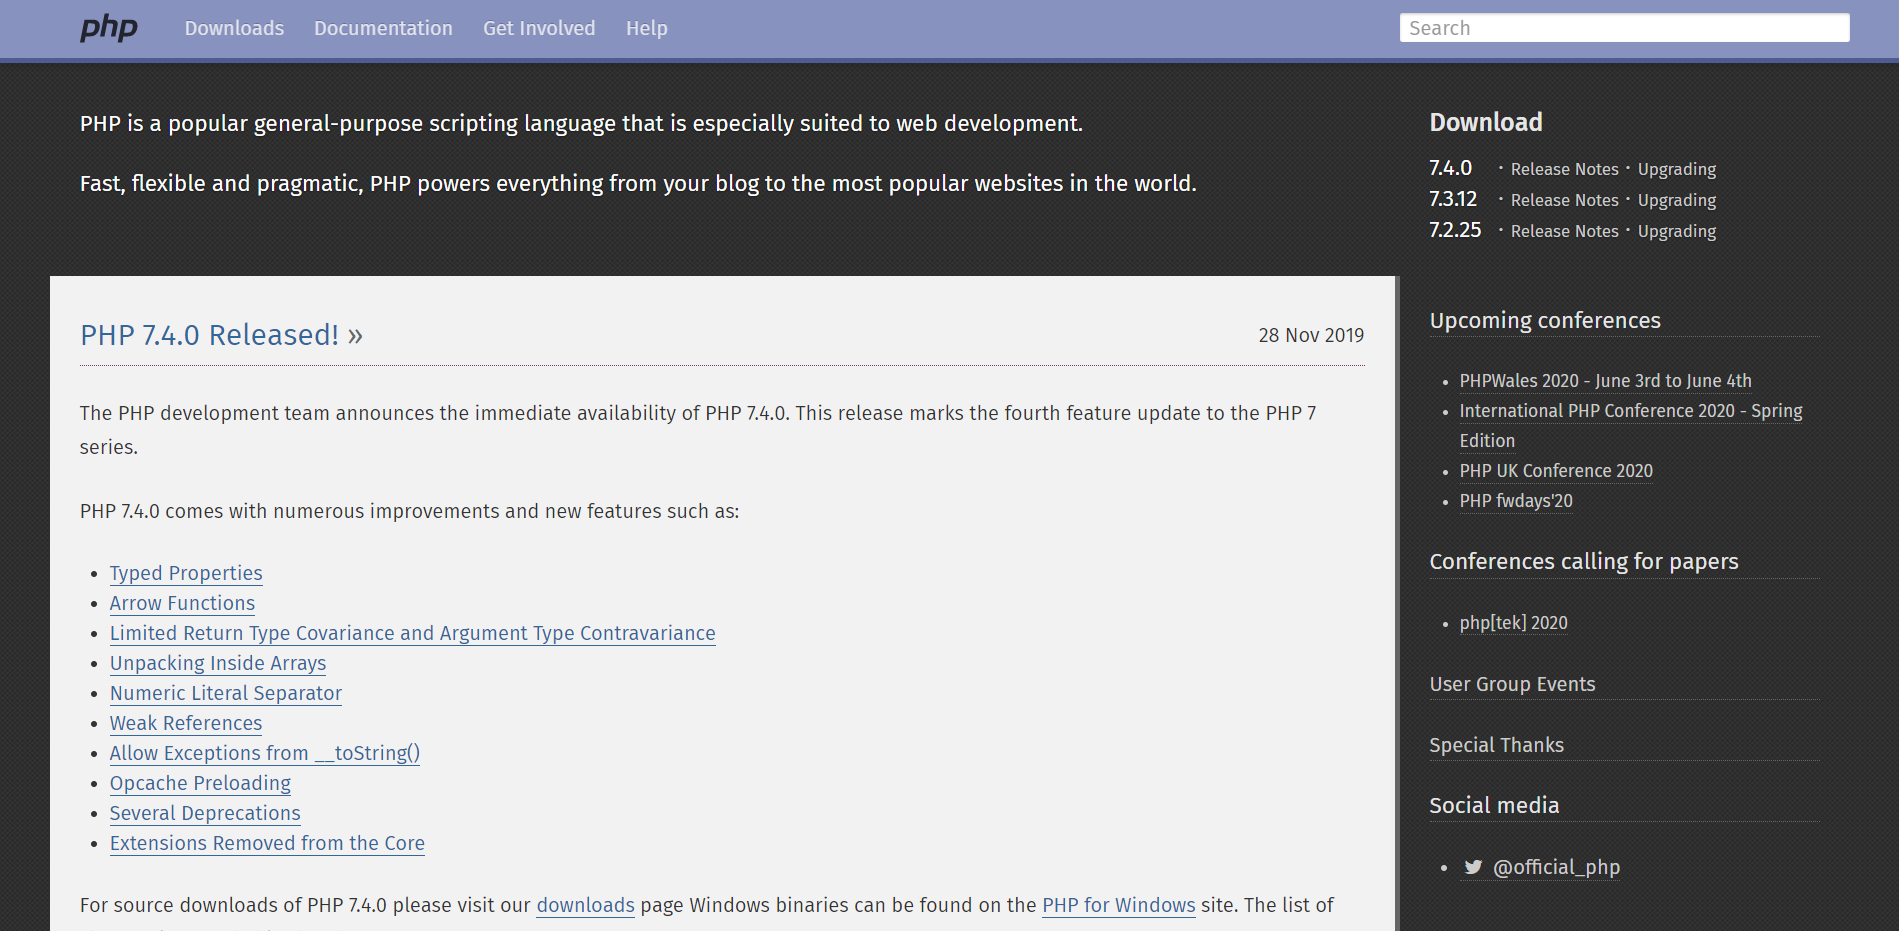 php Downloads Documentation Get Involved Help Search
PHP is a popular general-purpose scripting language that is especially suited to web development.
Fast, flexible and pragmatic, PHP powers everything from your blog to the most popular websites in the world.
Download
7.4.0 · Release Notes · Upgrading
7.3.12 · Release Notes · Upgrading
7.2.25 · Release Notes · Upgrading
PHP 7.4.0 Released! » 28 Nov 2019
The PHP development team announces the immediate availability of PHP 7.4.0. This release marks the fourth feature update to the PHP 7
series.
PHP 7.4.0 comes with numerous improvements and new features such as:
• Typed Properties
• Arrow Functions
• Limited Return Type Covariance and Argument Type Contravariance
• Unpacking Inside Arrays
• Numeric Literal Separator
• Weak References
• Allow Exceptions from __toString()
• Opcache Preloading
• Several Deprecations
• Extensions Removed from the Core
For source downloads of PHP 7.4.0 please visit our downloads page Windows binaries can be found on the PHP for Windows site. The list of
Upcoming conferences
• PHPWales 2020 - June 3rd to June 4th
• International PHP Conference 2020 - Spring
Edition
• PHP UK Conference 2020
• PHP fwdays'20
Conferences calling for papers
• php[tek] 2020
User Group Events
Special Thanks
Social media
• @official_php